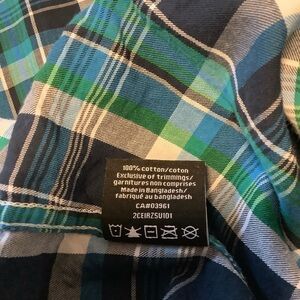 100% cotton/coton
Exclusive of trimmings/
garnitures non comprises
Made in Bangladesh/
fabriqué au bangladesh
CA#03961
2CEIRZSU101